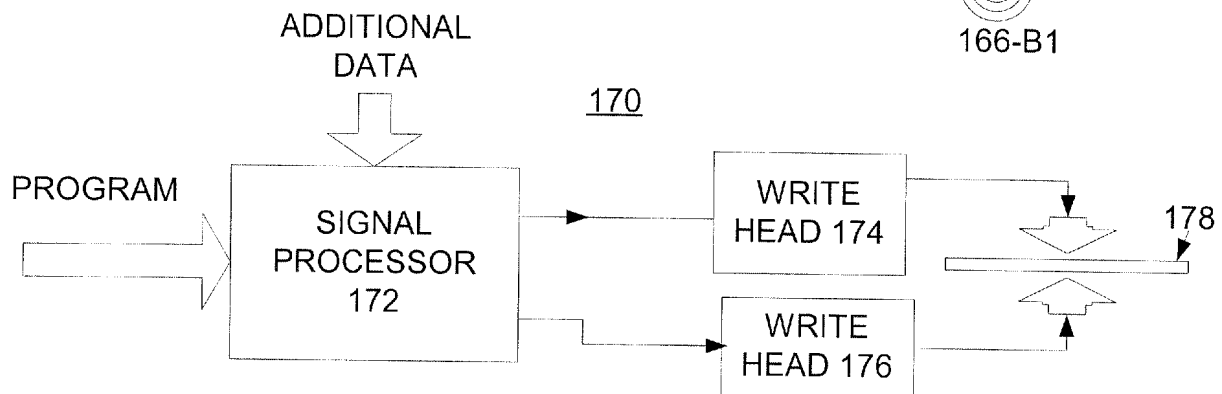 166-B1
ADDITIONAL
DATA
170
PROGRAM
SIGNAL
PROCESSOR
172
WRITE
HEAD 174
178
WRITE
HEAD 176